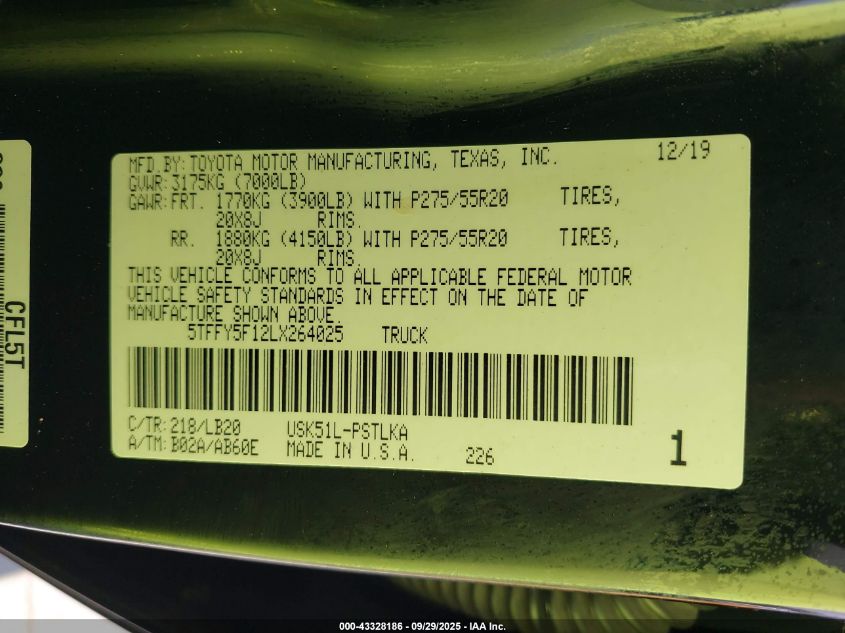 MFD.BY: TOYOTA MOTOR MANUFACTURING, TEXAS, INC. 12/19
GVWR: 3175KG (7000LB)
GAWR: FRT. 1770KG (3900LB) WITH P275/55R20 TIRES,
20X8J RIMS.
RR. 1880KG (4150LB) WITH P275/55R20 TIRES,
20X8J RIMS.
THIS VEHICLE CONFORMS TO ALL APPLICABLE FEDERAL MOTOR
VEHICLE SAFETY STANDARDS IN EFFECT ON THE DATE OF
MANUFACTURE SHOWN ABOVE.
5TFFY5F12LX264025 TRUCK
C/TR: 218/LB20 USK51L-PSTLKA
A/TM: B02A/AB60E MADE IN U.S.A. 226 1
CFL5T
000-43328186 - 09/29/2025 - IAA Inc.